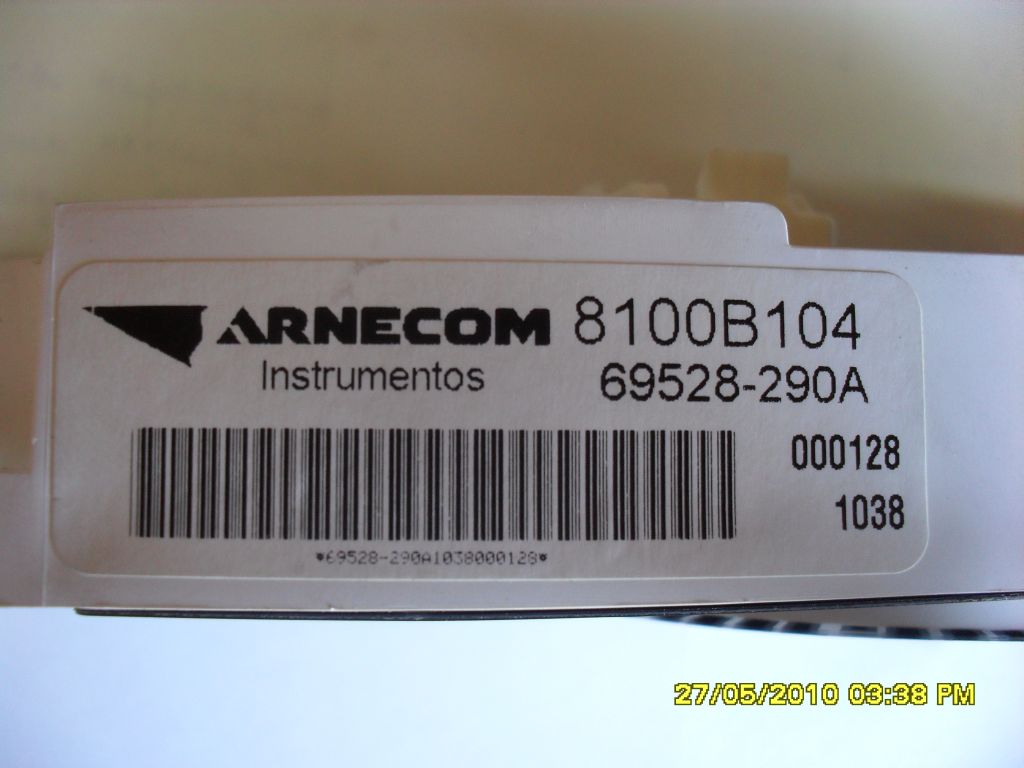 ARNECOM 8100B104
Instrumentos 69528-290A
000128
1038
*69528-290A1038000128*
27/05/2010 03:38 PM